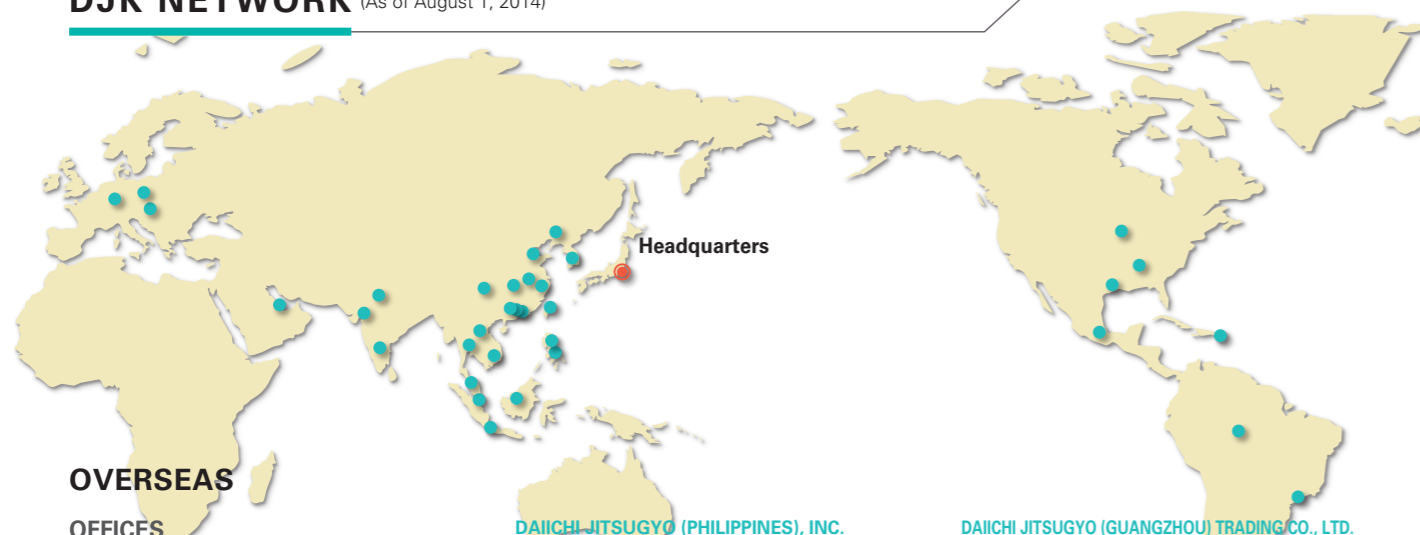 DJK NETWORK (As of August 1, 2014)
Headquarters
OVERSEAS
OFFICES
DAIICHI JITSUGYO (PHILIPPINES), INC.
DAIICHI JITSUGYO (GUANGZHOU) TRADING CO., LTD.